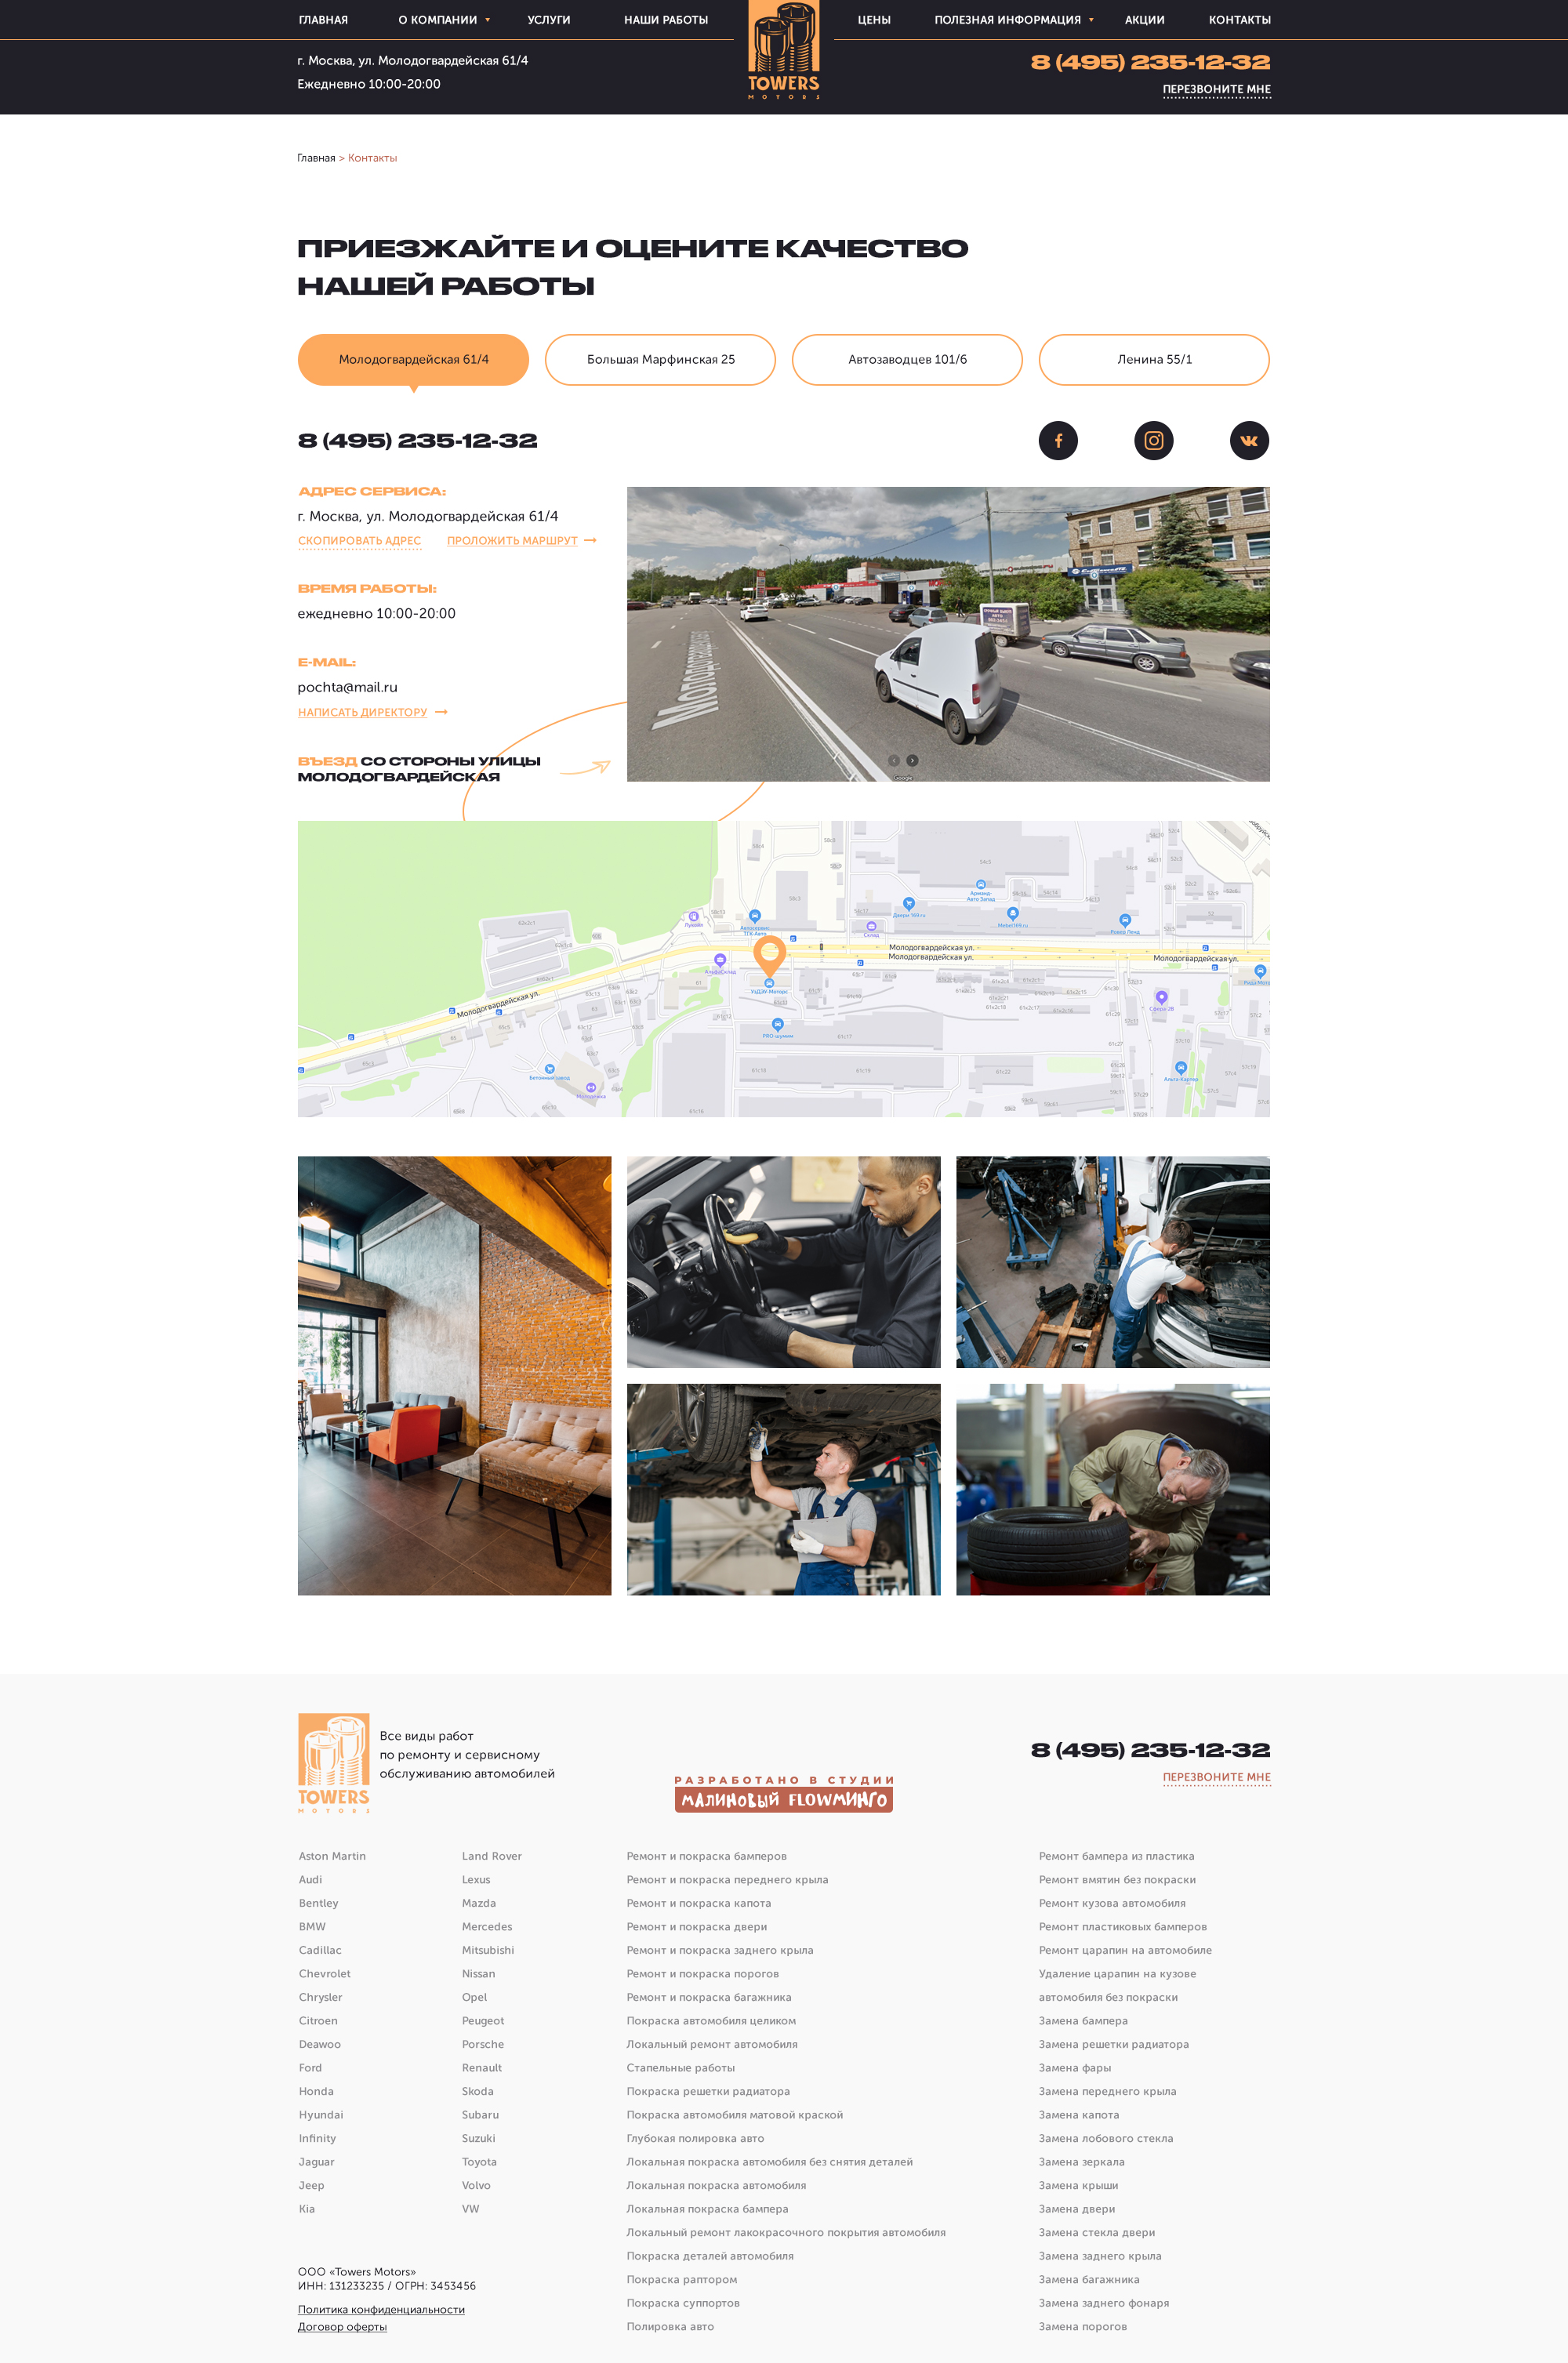 ГЛАВНАЯ
О КОМПАНИИ
УСЛУГИ
НАШИ РАБОТЫ
TOWERS
MOTORS
ЦЕНЫ
ПОЛЕЗНАЯ ИНФОРМАЦИЯ
АКЦИИ
КОНТАКТЫ
г. Москва, ул. Молодогвардейская 61/4
Ежедневно 10:00-20:00
8 (495) 235-12-32
ПЕРЕЗВОНИТЕ МНЕ
Главная > Контакты
ПРИЕЗЖАЙТЕ И ОЦЕНИТЕ КАЧЕСТВО
НАШЕЙ РАБОТЫ
Молодогвардейская 61/4
Большая Марфинская 25
Автозаводцев 101/6
Ленина 55/1
8 (495) 235-12-32
АДРЕС СЕРВИСА:
г. Москва, ул. Молодогвардейская 61/4
СКОПИРОВАТЬ АДРЕС
ПРОЛОЖИТЬ МАРШРУТ
ВРЕМЯ РАБОТЫ:
ежедневно 10:00-20:00
E-MAIL:
pochta@mail.ru
НАПИСАТЬ ДИРЕКТОРУ
ВЪЕЗД СО СТОРОНЫ УЛИЦЫ
МОЛОДОГВАРДЕЙСКАЯ
Google
Молодогвардейская ул.
Молодогвардейская ул.
Молодогвардейская ул.
Молодогвардейская ул.
Двери 169.ru
Mebel169.ru
Склад
АльфаСклад
PRO-шумки
Бетонный завод
Сфера-2В
Все виды работ
по ремонту и сервисному
обслуживанию автомобилей
TOWERS
MOTORS
РАЗРАБОТАНО В СТУДИИ
МАЛИНОВЫЙ FLOWМИНГО
8 (495) 235-12-32
ПЕРЕЗВОНИТЕ МНЕ
Aston Martin
Audi
Bentley
BMW
Cadillac
Chevrolet
Chrysler
Citroen
Deawoo
Ford
Honda
Hyundai
Infinity
Jaguar
Jeep
Kia
Land Rover
Lexus
Mazda
Mercedes
Mitsubishi
Nissan
Opel
Peugeot
Porsche
Renault
Skoda
Subaru
Suzuki
Toyota
Volvo
VW
Ремонт и покраска бамперов
Ремонт и покраска переднего крыла
Ремонт и покраска капота
Ремонт и покраска двери
Ремонт и покраска заднего крыла
Ремонт и покраска порогов
Ремонт и покраска багажника
Покраска автомобиля целиком
Локальный ремонт автомобиля
Стапельные работы
Покраска решетки радиатора
Покраска автомобиля матовой краской
Глубокая полировка авто
Локальная покраска автомобиля без снятия деталей
Локальная покраска автомобиля
Локальная покраска бампера
Локальный ремонт лакокрасочного покрытия автомобиля
Покраска деталей автомобиля
Покраска раптором
Покраска суппортов
Полировка авто
Ремонт бампера из пластика
Ремонт вмятин без покраски
Ремонт кузова автомобиля
Ремонт пластиковых бамперов
Ремонт царапин на автомобиле
Удаление царапин на кузове
автомобиля без покраски
Замена бампера
Замена решетки радиатора
Замена фары
Замена переднего крыла
Замена капота
Замена лобового стекла
Замена зеркала
Замена крыши
Замена двери
Замена стекла двери
Замена заднего крыла
Замена багажника
Замена заднего фонаря
Замена порогов
ООО «Towers Motors»
ИНН: 131233235 / ОГРН: 3453456
Политика конфиденциальности
Договор оферты